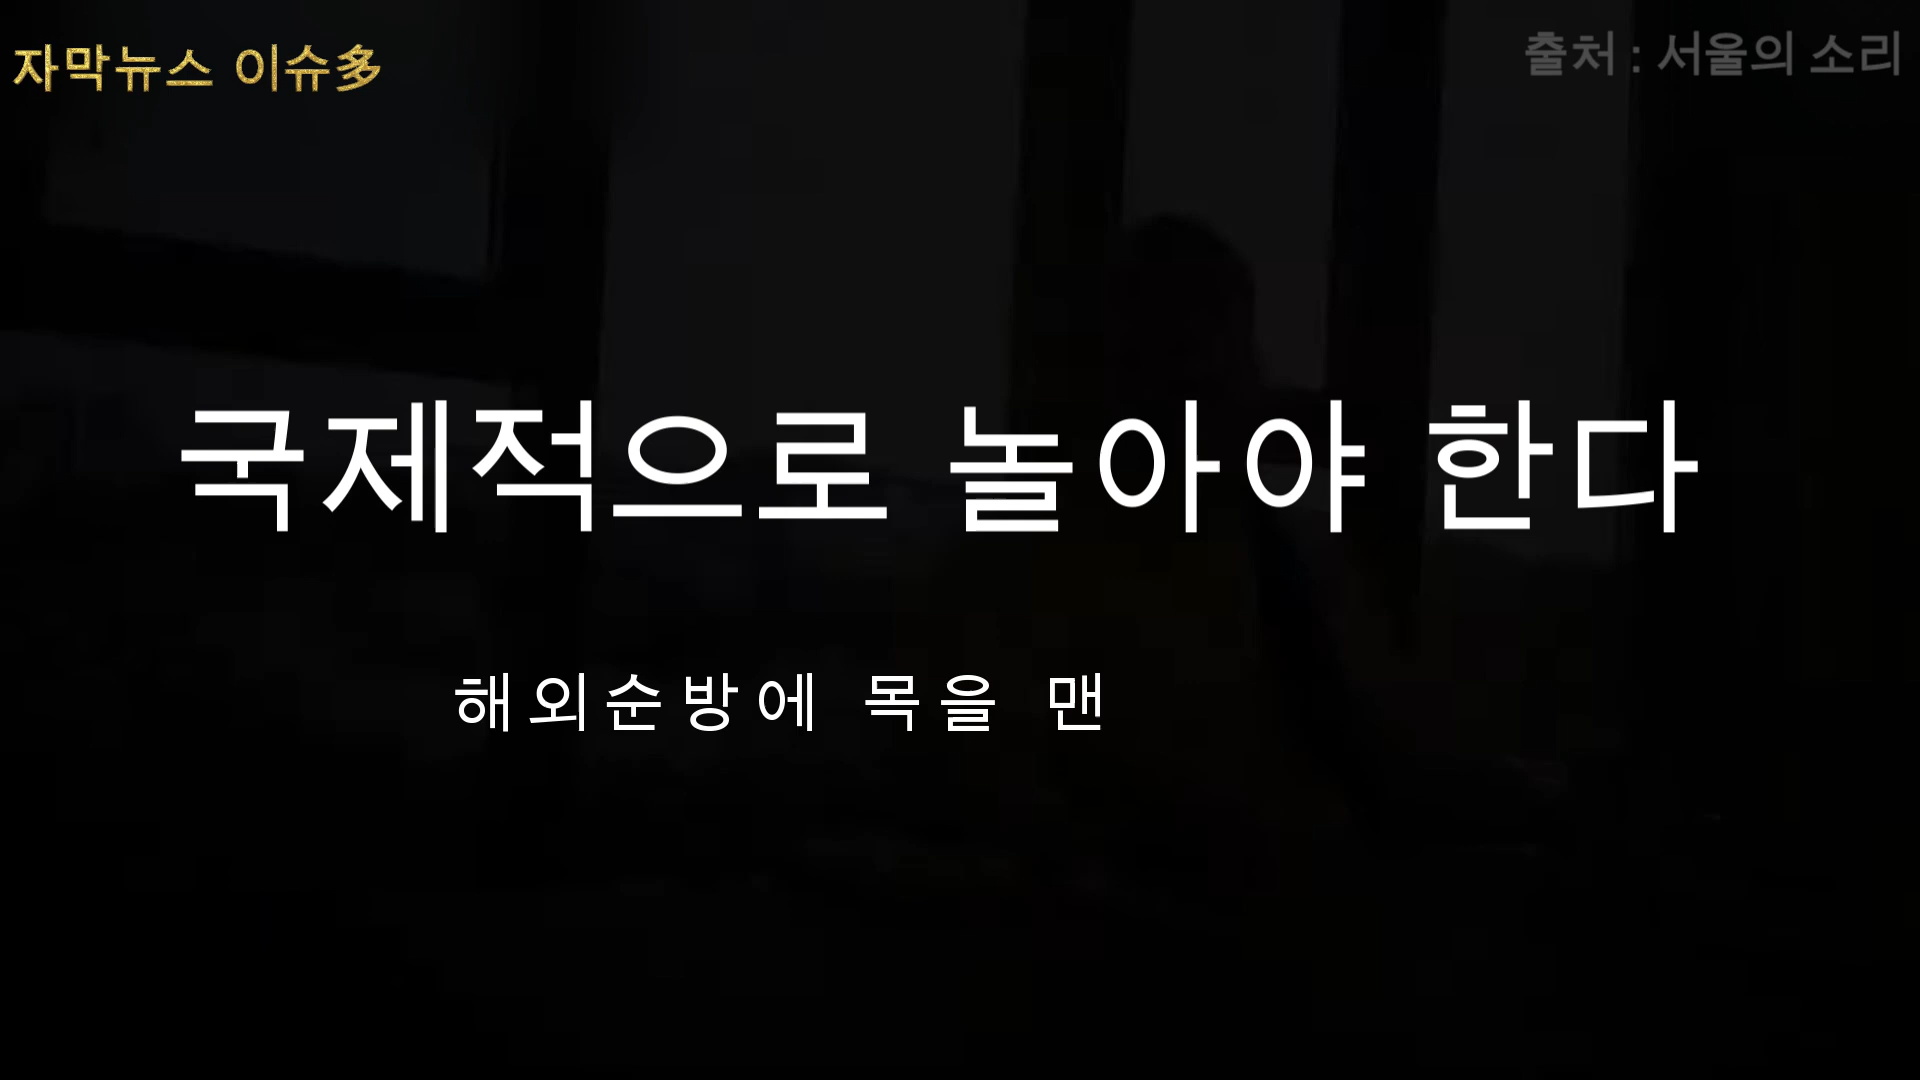 자막뉴스 이슈多
출처 : 서울의 소리
국제적으로 놀아야 한다
해외순방에 목을 맨